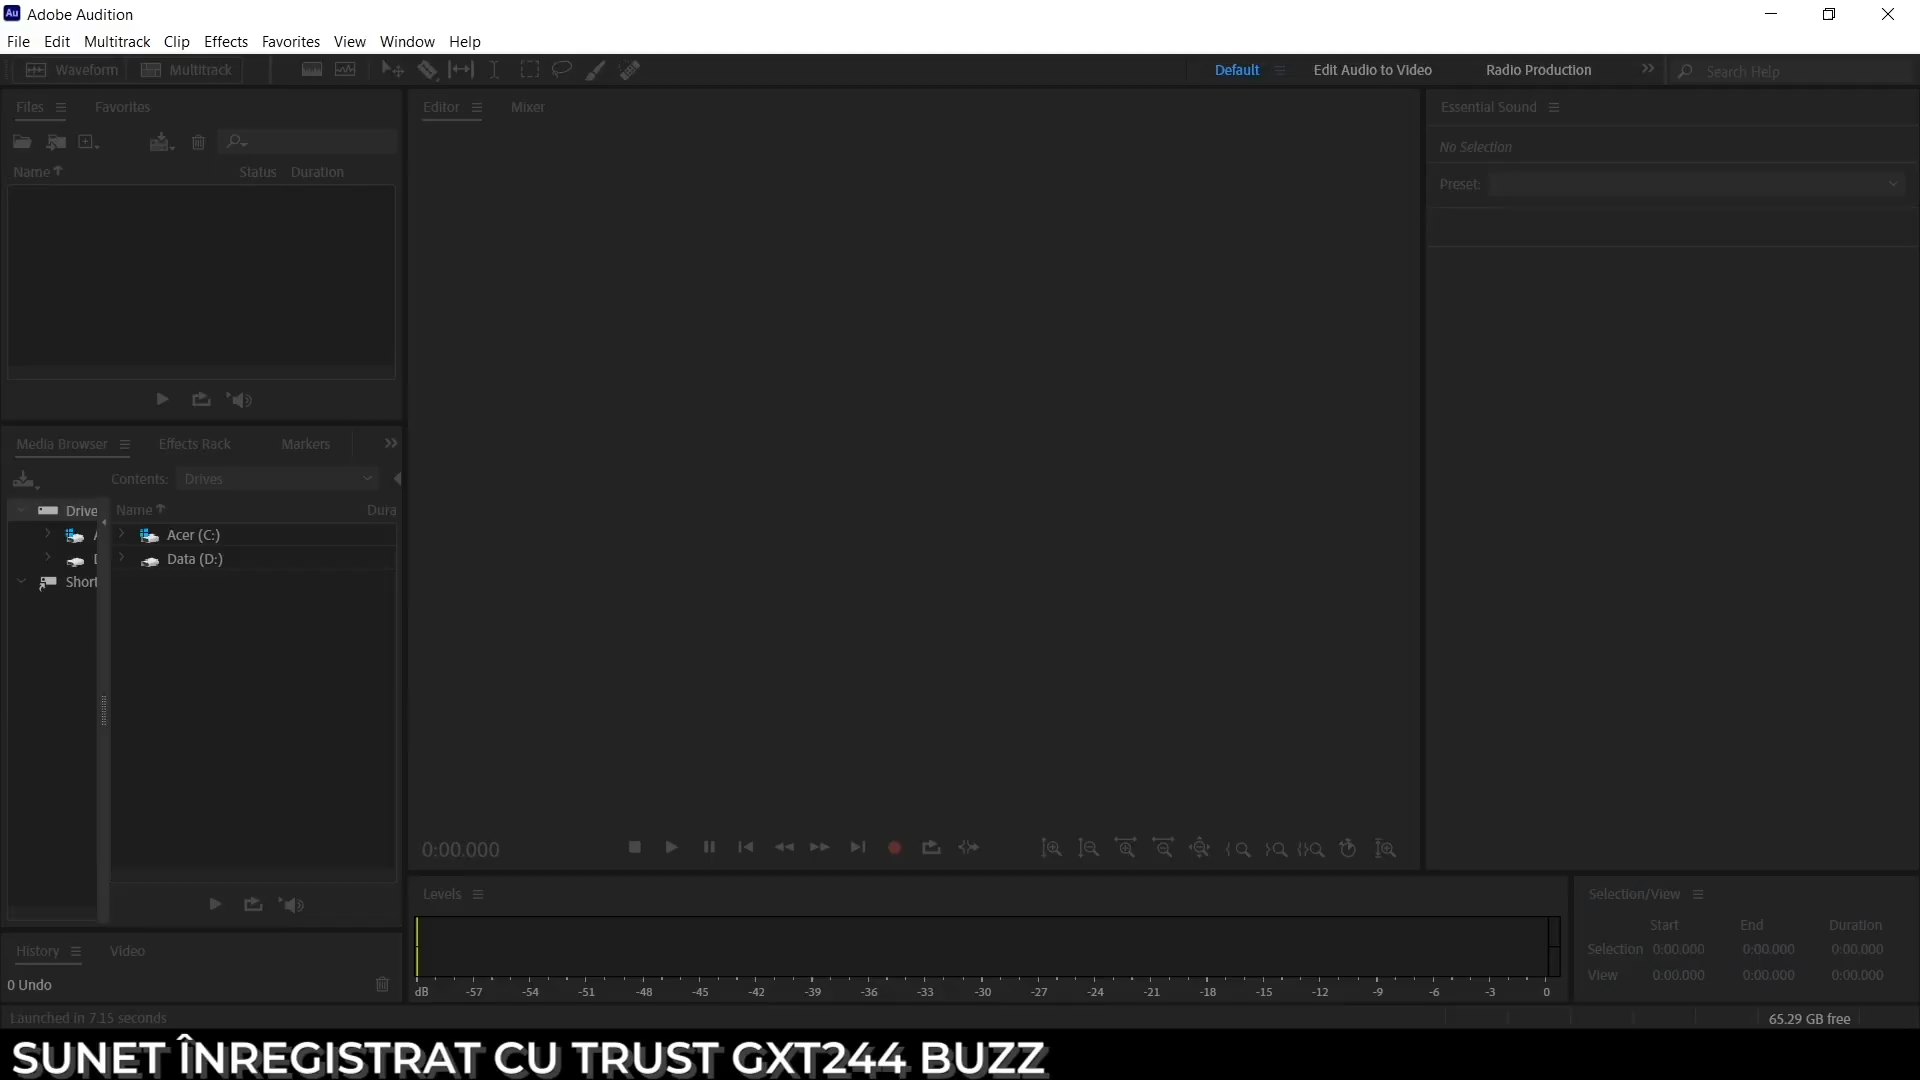 Au Adobe Audition
File Edit Multitrack Clip Effects Favorites View Window Help
Waveform Multitrack Default Edit Audio to Video Radio Production Search Help
Files Favorites
Name Status Duration
Media Browser Effects Rack Markers
Contents: Drives
Drive
Short
Name Dura
Acer (C:)
Data (D:)
History Video
0 Undo
Launched in 7.15 seconds
Editor Mixer
0:00.000
Levels
dB -57 -54 -51 -48 -45 -42 -39 -36 -33 -30 -27 -24 -21 -18 -15 -12 -9 -6 -3 0
Essential Sound
No Selection
Preset:
Selection/View
Start End Duration
Selection 0:00.000 0:00.000 0:00.000
View 0:00.000 0:00.000 0:00.000
65.29 GB free
SUNET ÎNREGISTRAT CU TRUST GXT244 BUZZ